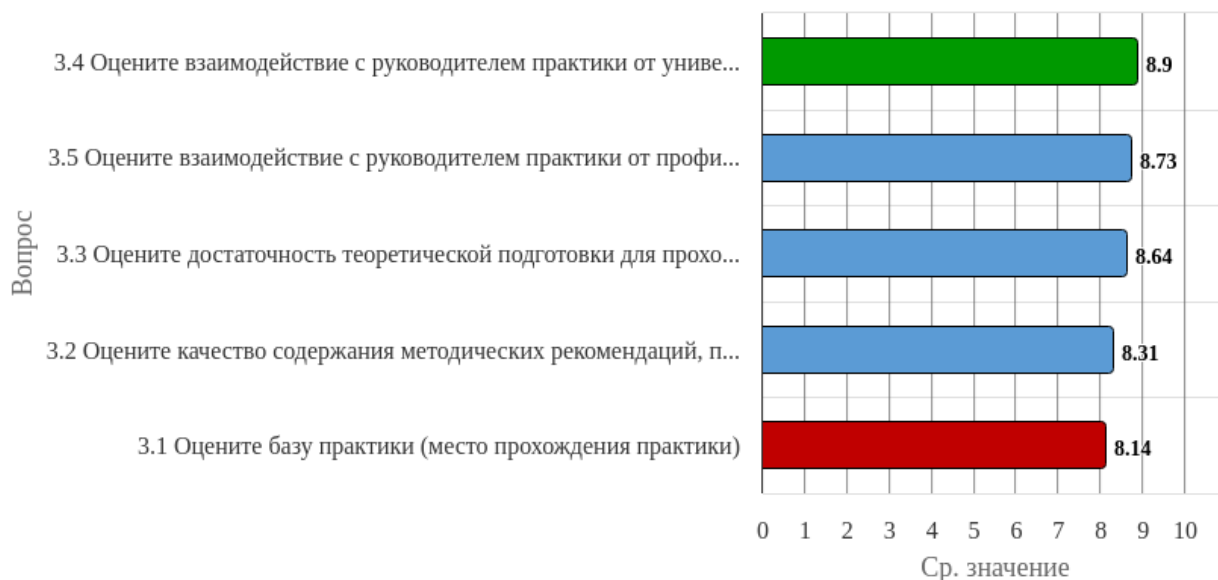 3.4 Оцените взаимодействие с руководителем практики от униве...
8.9
3.5 Оцените взаимодействие с руководителем практики от профи...
8.73
3.3 Оцените достаточность теоретической подготовки для прохо...
8.64
3.2 Оцените качество содержания методических рекомендаций, п...
8.31
3.1 Оцените базу практики (место прохождения практики)
8.14
Вопрос
0 1 2 3 4 5 6 7 8 9 10
Ср. значение